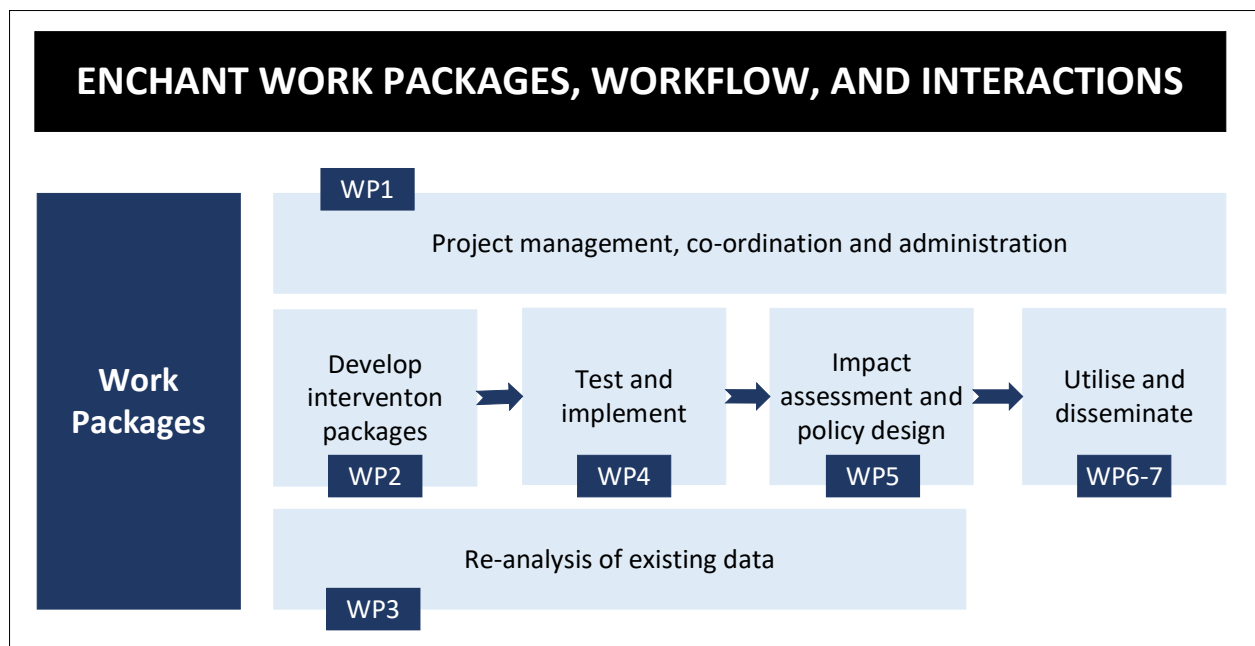 ENCHANT WORK PACKAGES, WORKFLOW, AND INTERACTIONS
Work
Packages
WP1
Project management, co-ordination and administration
Develop
interventon
packages
WP2
Test and
implement
WP4
Impact
assessment and
policy design
WP5
Utilise and
disseminate
WP6-7
Re-analysis of existing data
WP3